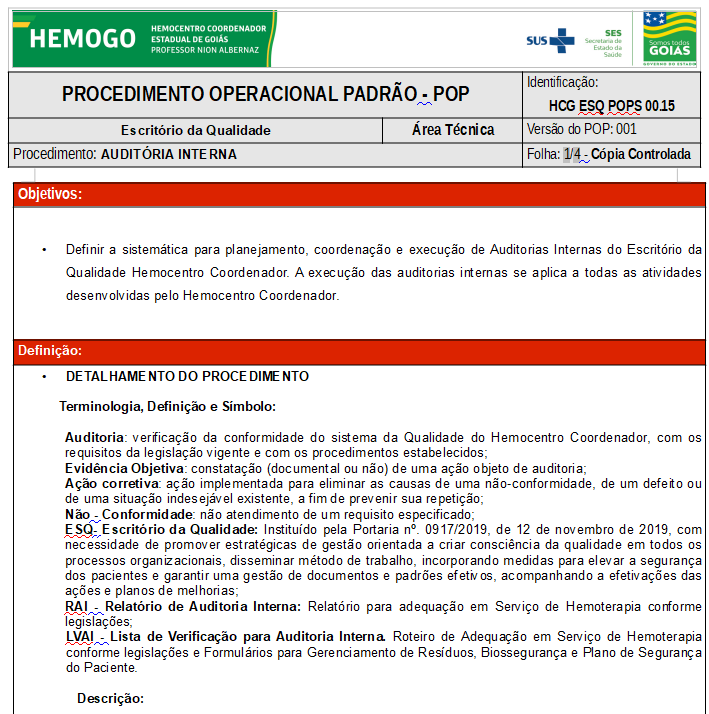 HEMOGO
HEMOCENTRO COORDENADOR
ESTADUAL DE GOIÁS
PROFESSOR NION ALBERNAZ
SUS
SES
Secretaria de
Estado da
Saúde
Somos todos
GOIÁS
GOVERNO DO ESTADO
PROCEDIMENTO OPERACIONAL PADRÃO - POP
Identificação:
HCG ESQ POPS 00.15
Escritório da Qualidade
Área Técnica
Versão do POP: 001
Procedimento: AUDITÓRIA INTERNA
Folha: 1/4 - Cópia Controlada
Objetivos:
• Definir a sistemática para planejamento, coordenação e execução de Auditorias Internas do Escritório da
Qualidade Hemocentro Coordenador. A execução das auditorias internas se aplica a todas as atividades
desenvolvidas pelo Hemocentro Coordenador.
Definição:
• DETALHAMENTO DO PROCEDIMENTO
Terminologia, Definição e Símbolo:
Auditoria: verificação da conformidade do sistema da Qualidade do Hemocentro Coordenador, com os
requisitos da legislação vigente e com os procedimentos estabelecidos;
Evidência Objetiva: constatação (documental ou não) de uma ação objeto de auditoria;
Ação corretiva: ação implementada para eliminar as causas de uma não-conformidade, de um defeito ou
de uma situação indesejável existente, a fim de prevenir sua repetição;
Não - Conformidade: não atendimento de um requisito especificado;
ESQ- Escritório da Qualidade: Instituído pela Portaria nº. 0917/2019, de 12 de novembro de 2019, com
necessidade de promover estratégicas de gestão orientada a criar consciência da qualidade em todos os
processos organizacionais, disseminar método de trabalho, incorporando medidas para elevar a segurança
dos pacientes e garantir uma gestão de documentos e padrões efetivos, acompanhando a efetivações das
ações e planos de melhorias;
RAI - Relatório de Auditoria Interna: Relatório para adequação em Serviço de Hemoterapia conforme
legislações;
LVAI - Lista de Verificação para Auditoria Interna. Roteiro de Adequação em Serviço de Hemoterapia
conforme legislações e Formulários para Gerenciamento de Resíduos, Biossegurança e Plano de Segurança
do Paciente.
Descrição: